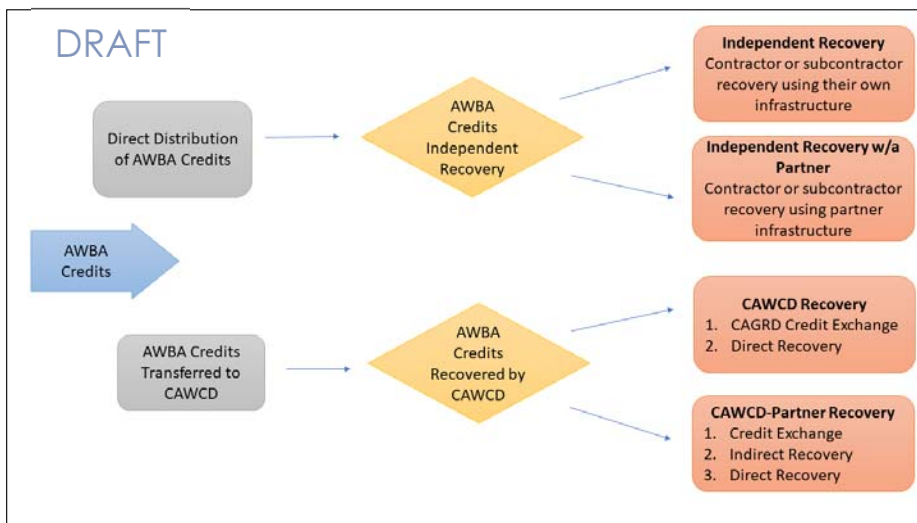 DRAFT
Direct Distribution
of AWBA Credits
AWBA
Credits
Independent
Recovery
Independent Recovery
Contractor or subcontractor
recovery using their own
infrastructure
Independent Recovery w/a
Partner
Contractor or subcontractor
recovery using partner
infrastructure
AWBA
Credits
AWBA Credits
Transferred to
CAWCD
AWBA
Credits
Recovered by
CAWCD
CAWCD Recovery
1. CAGRD Credit Exchange
2. Direct Recovery
CAWCD-Partner Recovery
1. Credit Exchange
2. Indirect Recovery
3. Direct Recovery